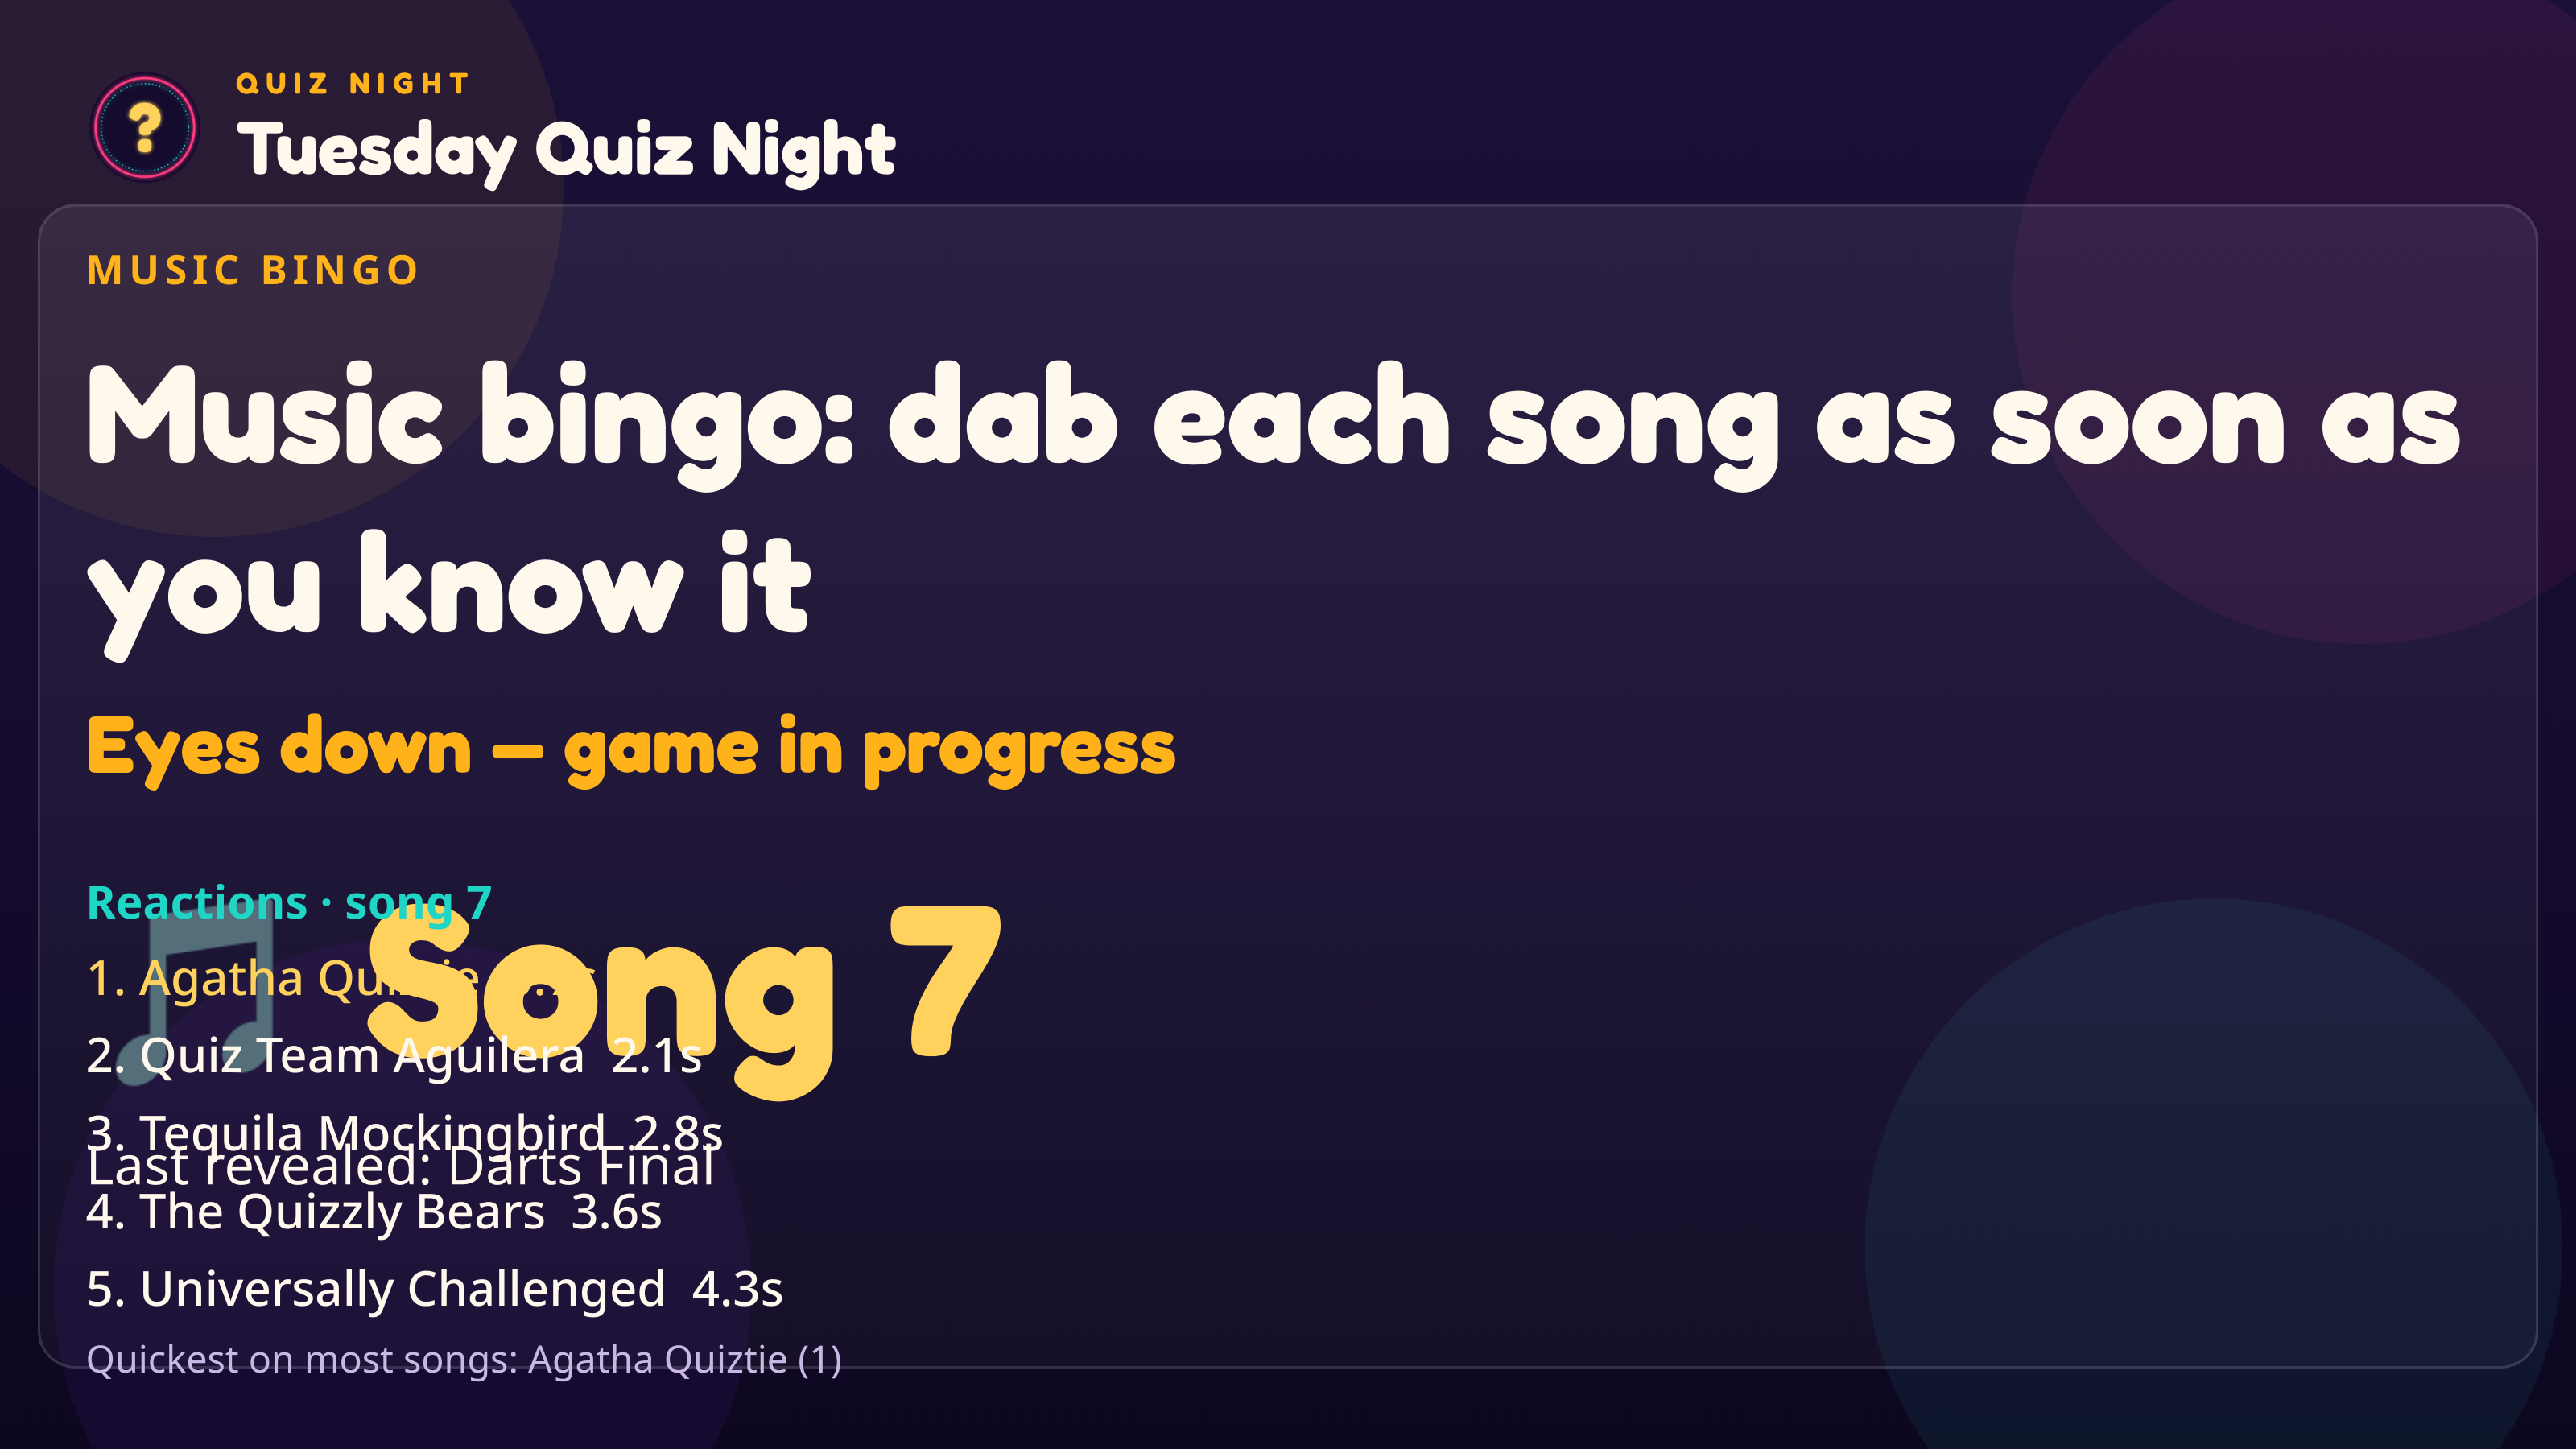 ?
QUIZ NIGHT
Tuesday Quiz Night
MUSIC BINGO
Music bingo: dab each song as soon as
you know it
Eyes down – game in progress
Reactions · song 7
Song 7
1. Agatha
2. Quiz Team Aguilera 2.1s
3. Tequila Mockingbird 2.8s
Last revealed: Darts Final
4. The Quizzly Bears 3.6s
5. Universally Challenged 4.3s
Quickest on most songs: Agatha Quiztie (1)